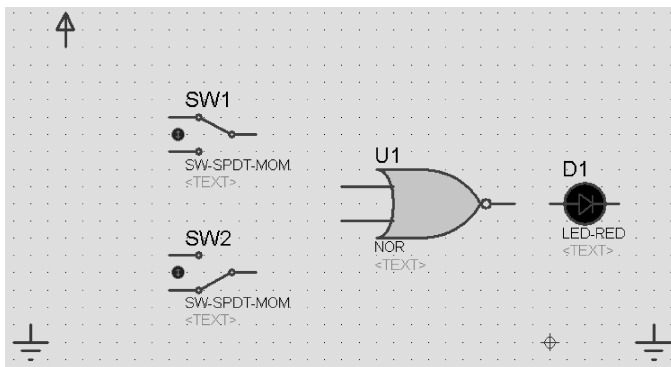 SW1
SW-SPDT-MOM
<TEXT>
U1
NOR
<TEXT>
D1
LED-RED
<TEXT>
SW2
SW-SPDT-MOM
<TEXT>